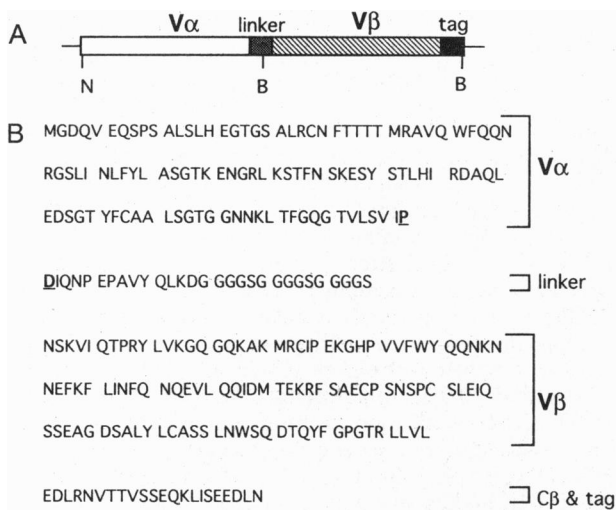 A
Vα linker Vβ tag
N B B
B
MGDQV EQSPS ALSLH EGTGS ALRCN FTTTT MRAVQ WFQQN
RGSLI NLFYL ASGTK ENGRLK STFNS KESY STLHI RDAQL
EDSGT YFCAA LSGTG GNNKL TFGQG TVLSV IP
Vα
DIQNP EPAVY QLKDG GGGSG GGGSG GGGS
linker
NSKVI QTPRY LVKGQ GQKAK MRCIP EKGHP VVFWY QQNKN
NEFKF LINFQ NQEVL QQIDM TEKRF SAECP SNSPC SLEIQ
SSEAG DSALY LCASS LNWSQ DTQYF GPGTR LLVL
Vβ
EDLRNVTTVSSEQKLISEEDLN
Cβ & tag